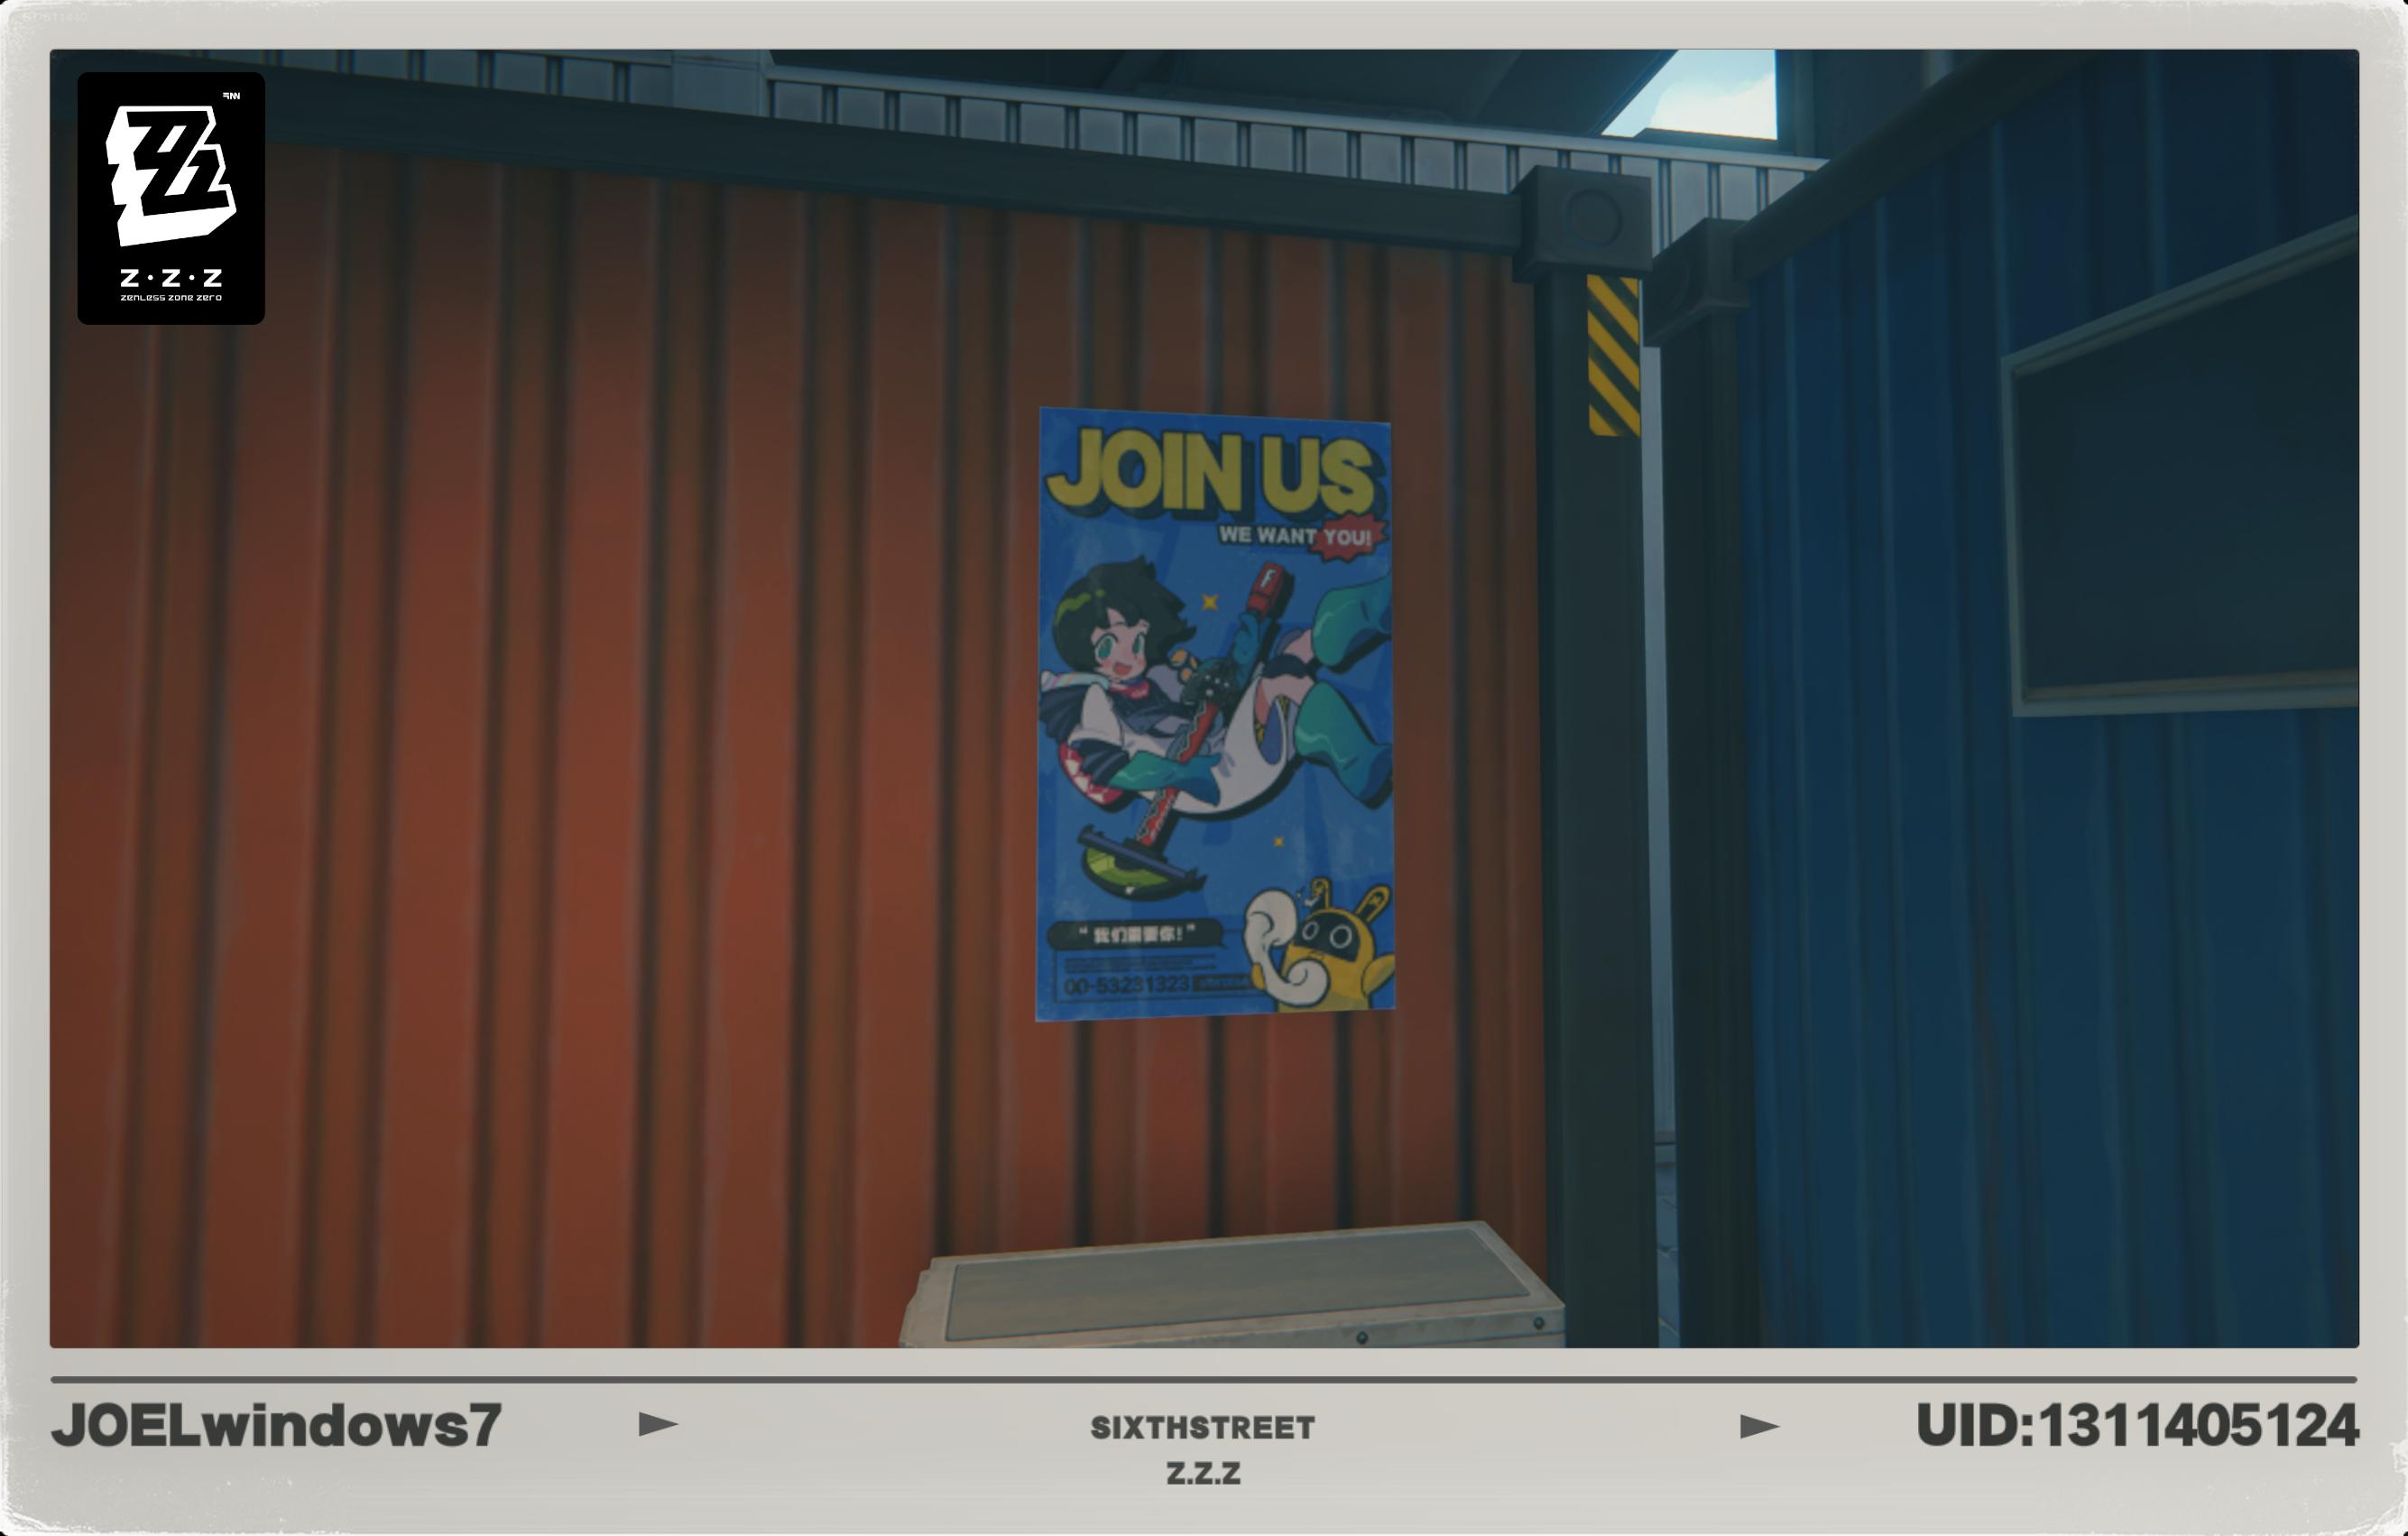 Z·Z·Z
ZENLESS ZONE ZERO
JOIN US
WE WANT YOU!
F
“我们需要你!”
00-53231323
JOELwindows7
SIXTHSTREET
Z.Z.Z
UID:1311405124